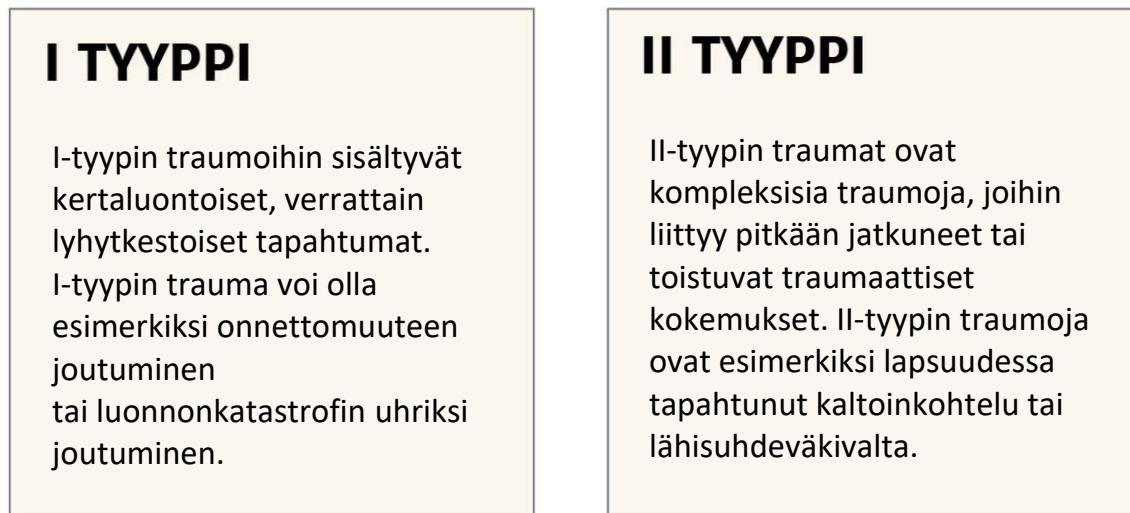 I TYYPPI
I-tyypin traumoihin sisältyvät
kertaluontoiset, verrattain
lyhytkestoiset tapahtumat.
I-tyypin trauma voi olla
esimerkiksi onnettomuuteen
joutuminen
tai luonnonkatastrofin uhriksi
joutuminen.
II TYYPPI
II-tyypin traumat ovat
kompleksisia traumoja, joihin
liittyy pitkään jatkuneet tai
toistuvat traumaattiset
kokemukset. II-tyypin traumoja
ovat esimerkiksi lapsuudessa
tapahtunut kaltoinkohtelu tai
lähisuhdeväkivalta.